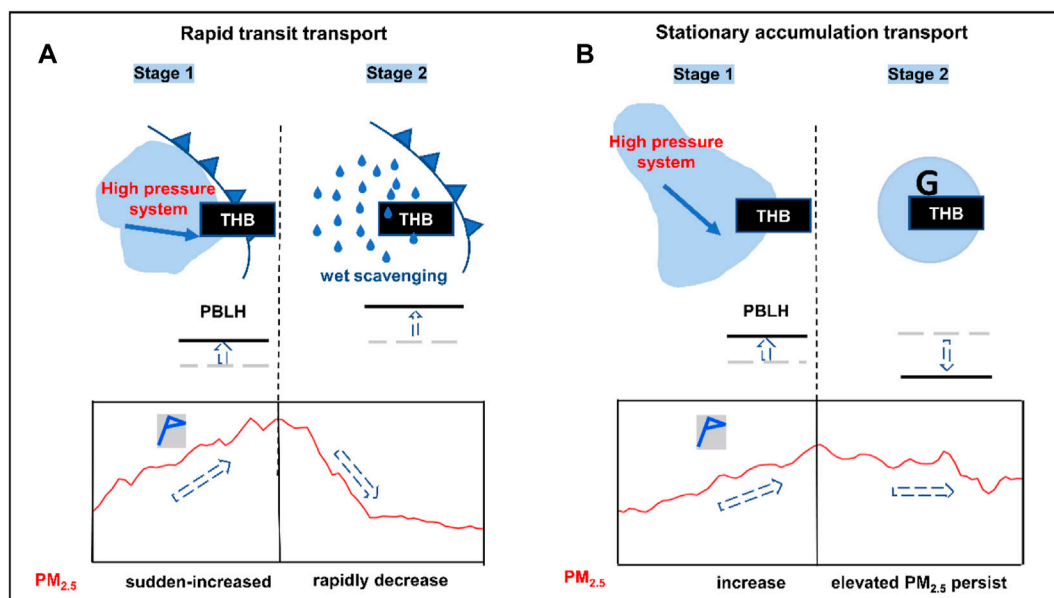 A
Rapid transit transport
Stage 1
Stage 2
High pressure
system
THB
THB
wet scavenging
PBLH
PM2.5
sudden-increased
rapidly decrease
B
Stationary accumulation transport
Stage 1
Stage 2
High pressure
system
THB
G
THB
PBLH
PM2.5
increase
elevated PM2.5 persist